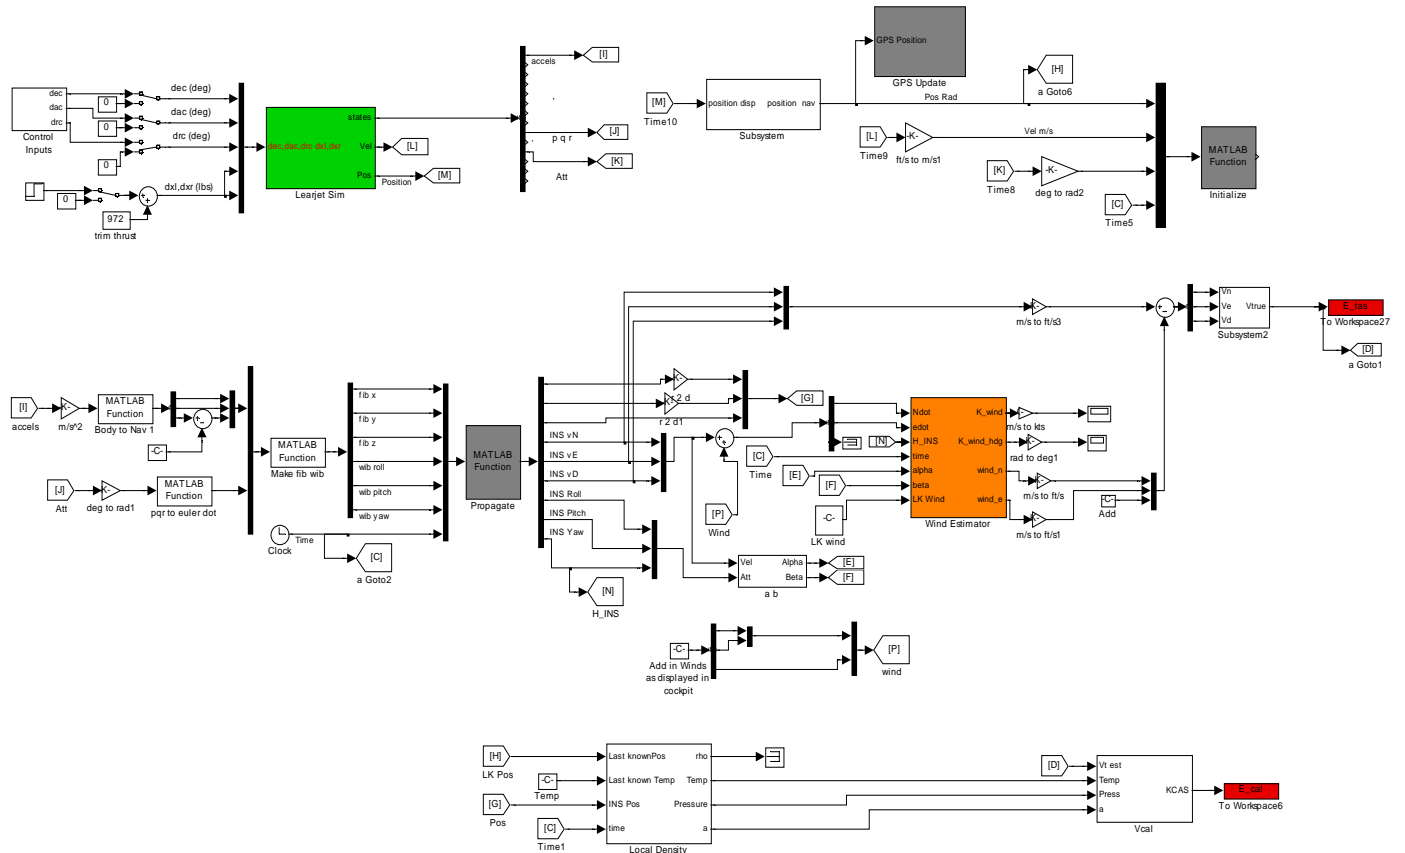 dec
dac
drc
Control
Inputs
0
0
0
0
dec (deg)
dac (deg)
drc (deg)
dxl,dxr (lbs)
972
trim thrust
dec,dac,drc dxl,dxr
states
Vel
Pos
Learjet Sim
[L]
Position
[M]
accels
[I]
p q r
[J]
[K]
Att
[M]
Time10
position disp
position nav
Subsystem
GPS Position
GPS Update
Pos Rad
[H]
a Goto6
[L]
Time9
-K-
ft/s to m/s1
Vel m/s
[K]
Time8
-K-
deg to rad2
[C]
Time5
MATLAB
Function
Initialize
[I]
accels
K-
m/s^2
MATLAB
Function
Body to Nav 1
-C-
[J]
Att
K-
deg to rad1
MATLAB
Function
pqr to euler dot
MATLAB
Function
Make fib wib
Clock
Time
[C]
a Goto2
fib x
fib y
fib z
wib roll
wib pitch
wib yaw
MATLAB
Function
Propagate
INS vN
INS vE
INS vD
INS Roll
INS Pitch
INS Yaw
[N]
H_INS
K-
r 2 d
K-
r 2 d1
[G]
[P]
Wind
[C]
Time
[E]
[F]
-C-
LK wind
[N]
Vel
Att
Alpha
Beta
a b
[E]
[F]
Ndot
edot
H_INS
time
alpha
beta
LK Wind
K_wind
K_wind_hdg
wind_n
wind_e
Wind Estimator
K-
m/s to kts
K-
rad to deg1
K-
m/s to ft/s
K-
m/s to ft/s1
-C-
Add
K-
m/s to ft/s3
Vn
Ve
Vd
Vtrue
Subsystem2
E_tas
To Workspace27
[D]
a Goto1
-C-
Add in Winds
as displayed in
cockpit
[P]
wind
[H]
LK Pos
-C-
Temp
[G]
Pos
[C]
Time1
Last knownPos
Last known Temp
INS Pos
time
rho
Temp
Pressure
a
Local Density
[D]
Vt est
Temp
Press
a
KCAS
Vcal
E_cal
To Workspace6